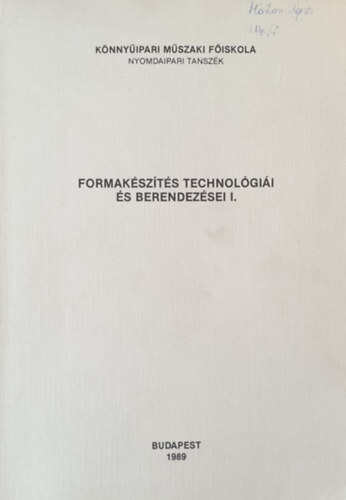 KÖNNYŰIPARI MŰSZAKI FŐISKOLA
NYOMDAIPARI TANSZÉK
FORMAKÉSZÍTÉS TECHNOLÓGIÁI
ÉS BERENDEZÉSEI I.
BUDAPEST
1989